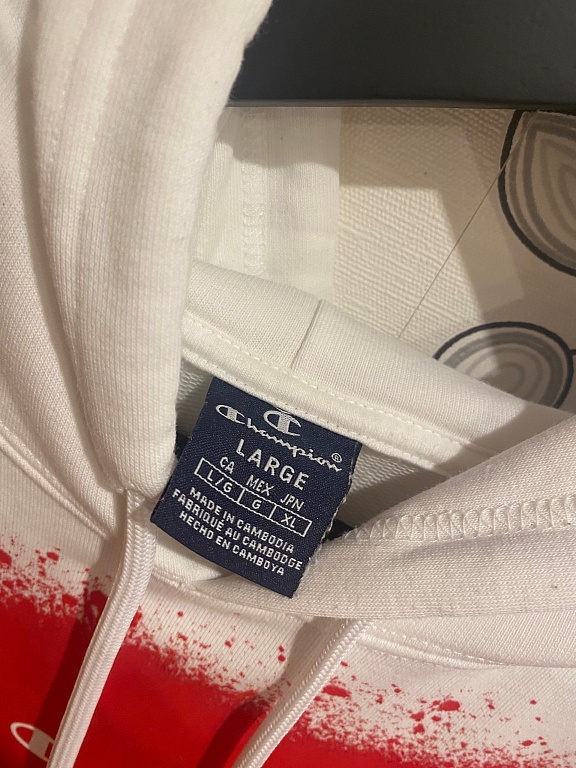 Champion®
LARGE
CA MEX JPN
L/G G XL
MADE IN CAMBODIA
FABRIQUÉ AU CAMBODGE
HECHO EN CAMBOYA